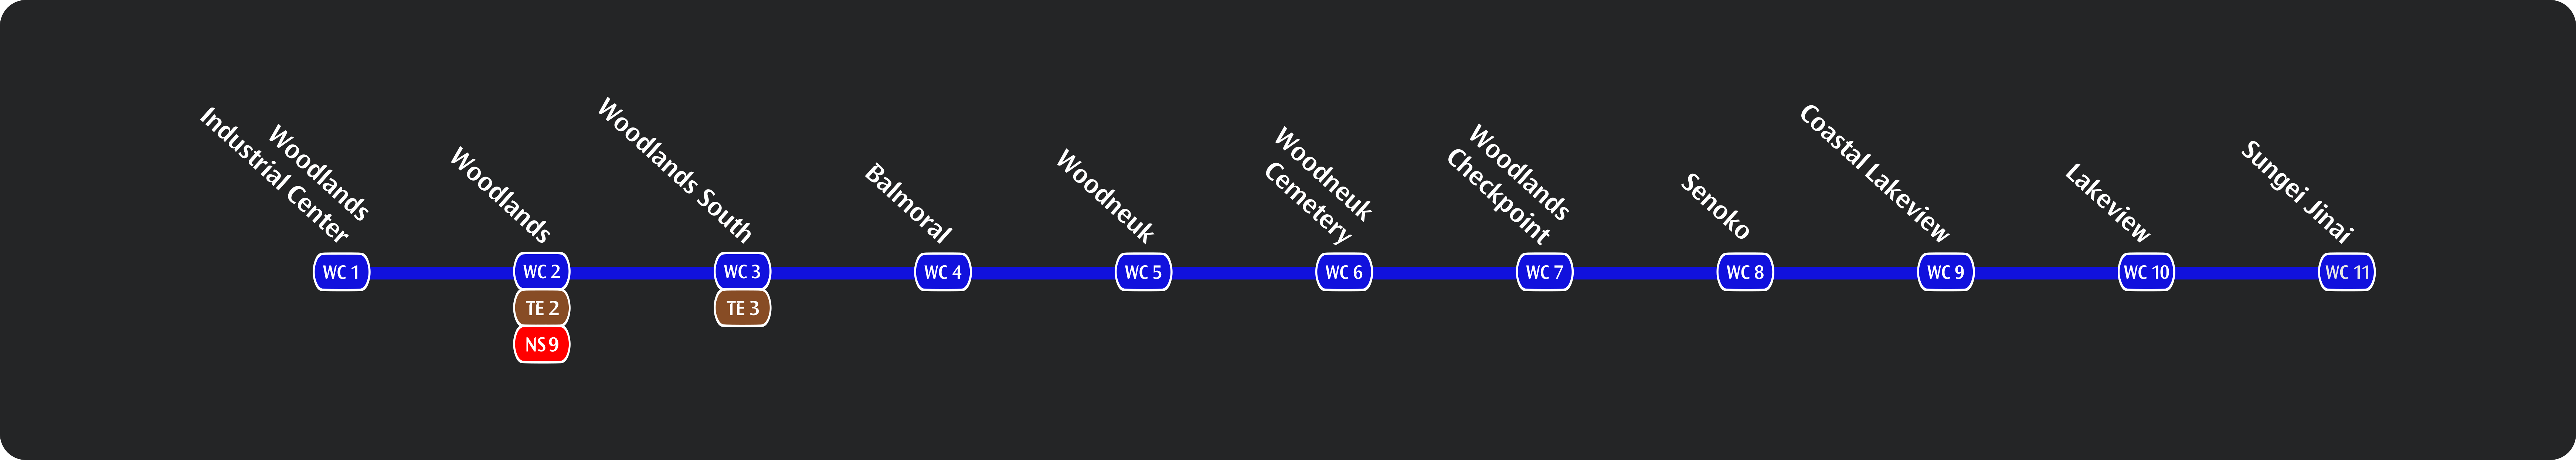 Woodlands
Industrial Center
Woodlands
Woodlands South
Balmoral
Woodneuk
Woodneuk
Cemetery
Woodlands
Checkpoint
Senoko
Coastal Lakeview
Lakeview
Sungei Jinai
WC 1
WC 2
WC 3
WC 4
WC 5
WC 6
WC 7
WC 8
WC 9
WC 10
WC 11
TE 2
TE 3
NS 9